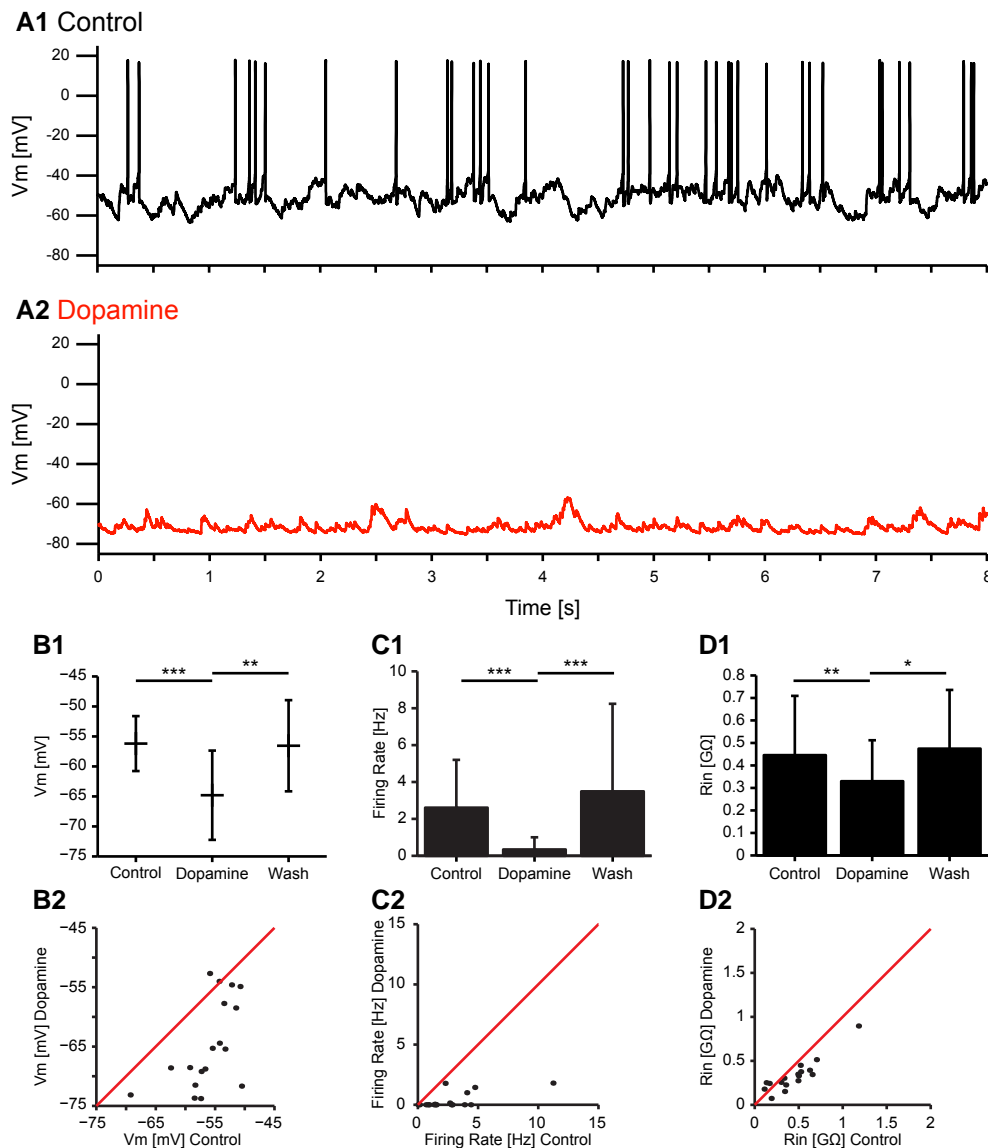 A1 Control
20
0
-20
-40
-60
-80
Vm [mV]
A2 Dopamine
20
0
-20
-40
-60
-80
Vm [mV]
0 1 2 3 4 5 6 7 8
Time [s]
B1
−45
−50
−55
−60
−65
−70
−75
Vm [mV]
*** **
Control Dopamine Wash
C1
10
8
6
4
2
0
Firing Rate [Hz]
*** ***
Control Dopamine Wash
D1
0.8
0.7
0.6
0.5
0.4
0.3
0.2
0.1
0
Rin [GΩ]
** *
Control Dopamine Wash
B2
−45
−55
−65
−75
Vm [mV] Dopamine
−75 −65 −55 −45
Vm [mV] Control
C2
15
10
5
0
Firing Rate [Hz] Dopamine
0 5 10 15
Firing Rate [Hz] Control
D2
2
1.5
1
0.5
0
Rin [GΩ] Dopamine
0 0.5 1 1.5 2
Rin [GΩ] Control